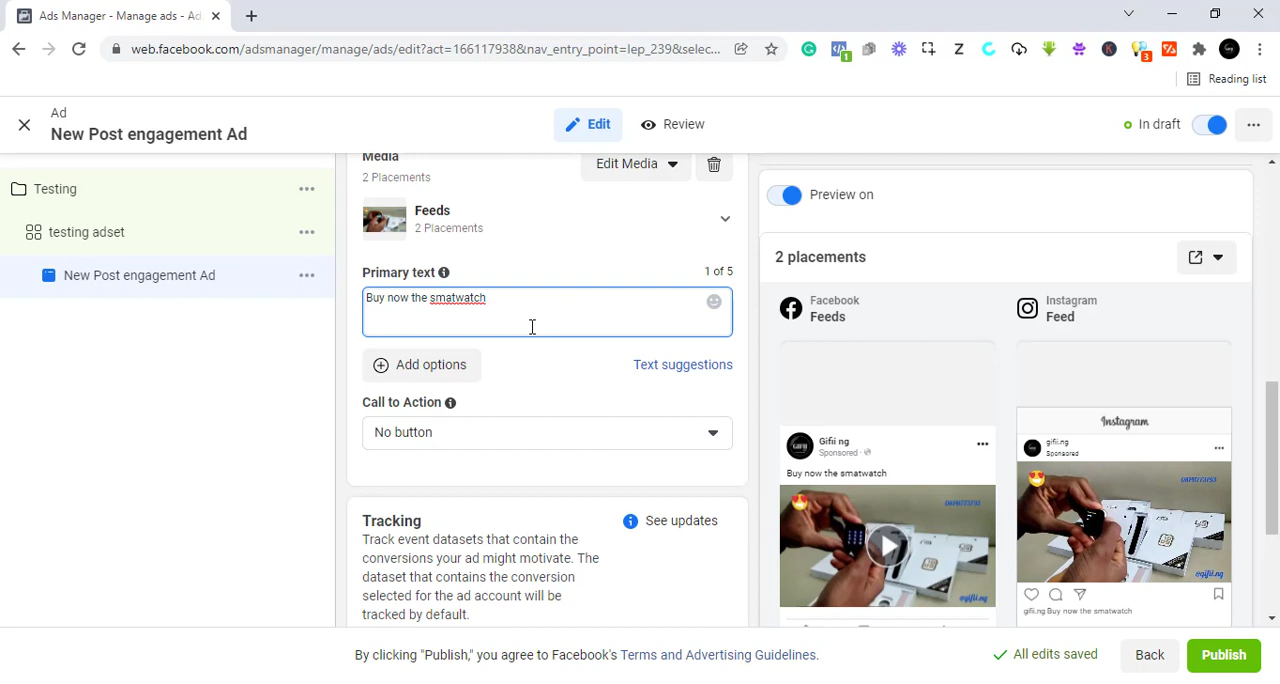 Ads Manager - Manage ads - Ad
web.facebook.com/adsmanager/manage/ads/edit?act=166117938&nav_entry_point=lep_239&selec...
1
Z
K
3
Reading list
Ad
New Post engagement Ad
Edit
Review
In draft
Testing
testing adset
New Post engagement Ad
Media
2 Placements
Edit Media
Feeds
2 Placements
Primary text
1 of 5
Buy now the smatwatch
Add options
Text suggestions
Call to Action
No button
Tracking
See updates
Track event datasets that contain the
conversions your ad might motivate. The
dataset that contains the conversion
selected for the ad account will be
tracked by default.
Preview on
2 placements
Facebook
Feeds
Instagram
Feed
Gifii ng
Sponsored
Buy now the smatwatch
@gifii.ng
Instagram
gifii.ng
Sponsored
@gifii.ng
gifii.ng Buy now the smatwatch
By clicking "Publish," you agree to Facebook's Terms and Advertising Guidelines.
All edits saved
Back
Publish